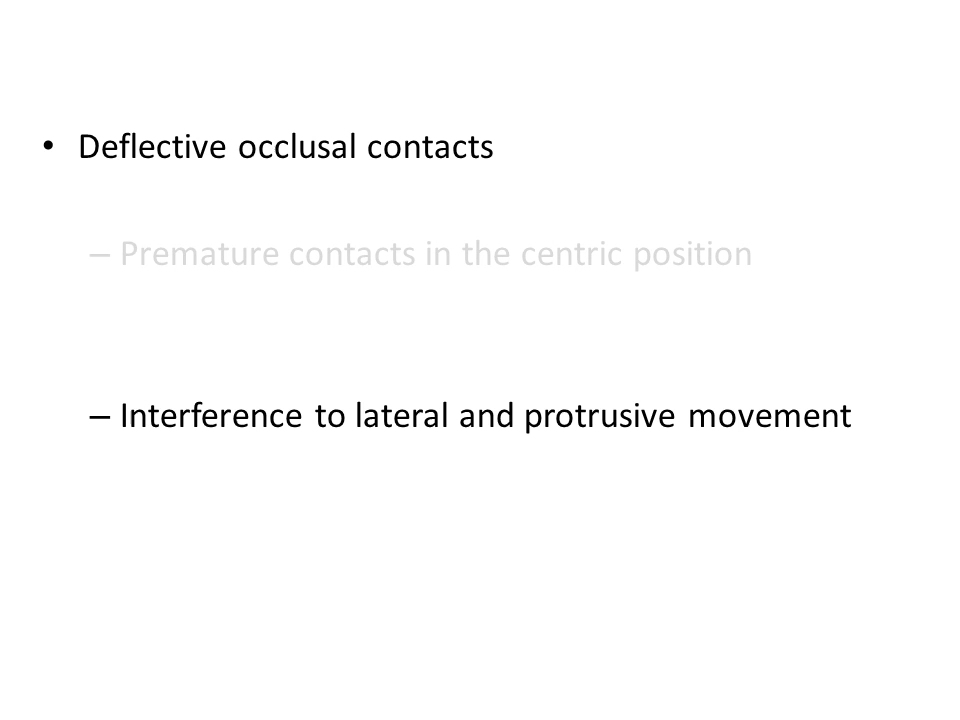 • Deflective occlusal contacts
– Premature contacts in the centric position
– Interference to lateral and protrusive movement